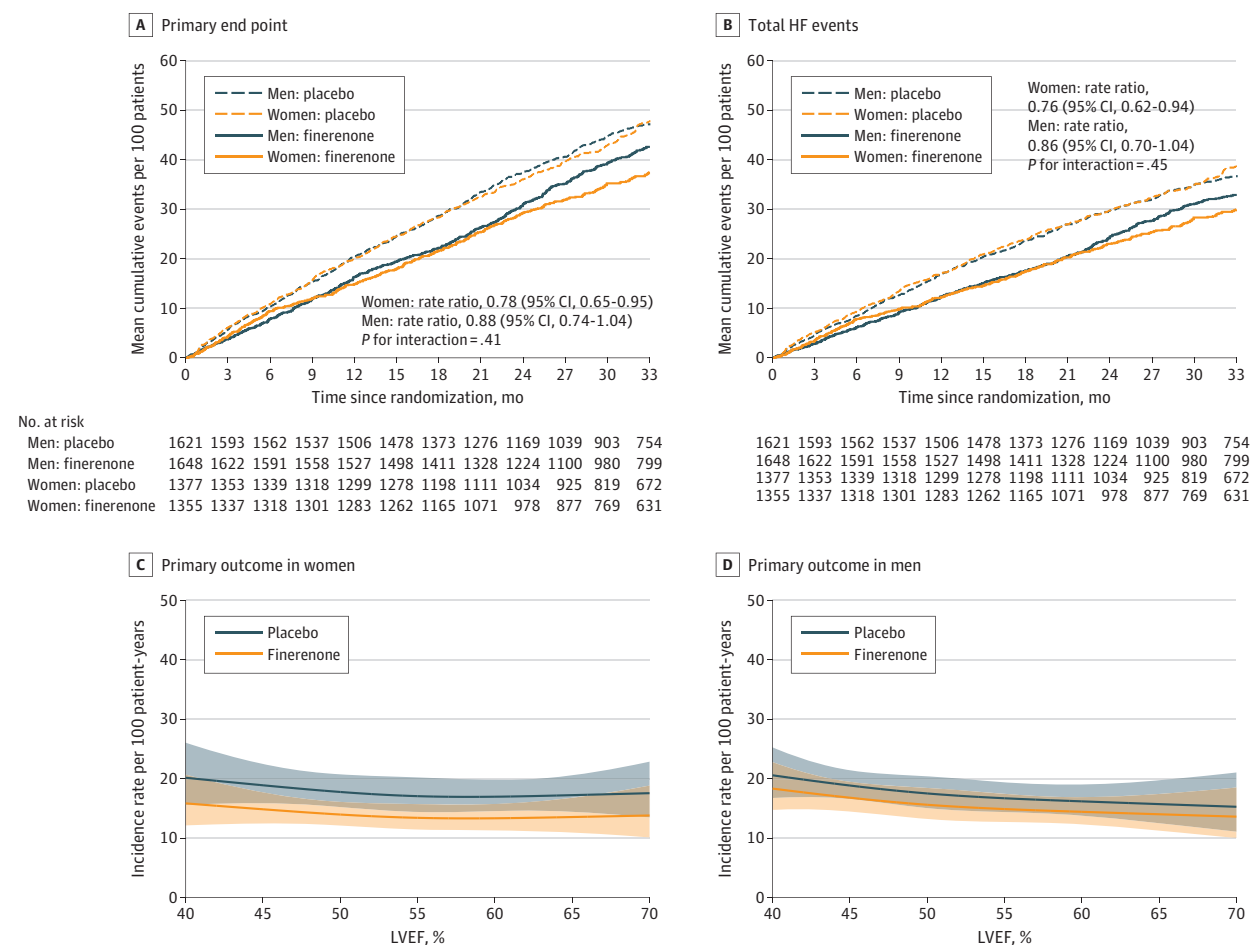 A Primary end point
60
50
40
30
20
10
0
Mean cumulative events per 100 patients
Men: placebo
Women: placebo
Men: finerenone
Women: finerenone
Women: rate ratio, 0.78 (95% CI, 0.65-0.95)
Men: rate ratio, 0.88 (95% CI, 0.74-1.04)
P for interaction = .41
0 3 6 9 12 15 18 21 24 27 30 33
Time since randomization, mo
B Total HF events
60
50
40
30
20
10
0
Mean cumulative events per 100 patients
Men: placebo
Women: placebo
Men: finerenone
Women: finerenone
Women: rate ratio,
0.76 (95% CI, 0.62-0.94)
Men: rate ratio,
0.86 (95% CI, 0.70-1.04)
P for interaction = .45
0 3 6 9 12 15 18 21 24 27 30 33
Time since randomization, mo
No. at risk
Men: placebo 1621 1593 1562 1537 1506 1478 1373 1276 1169 1039 903 754
Men: finerenone 1648 1622 1591 1558 1527 1498 1411 1328 1224 1100 980 799
Women: placebo 1377 1353 1339 1318 1299 1278 1198 1111 1034 925 819 672
Women: finerenone 1355 1337 1318 1301 1283 1262 1165 1071 978 877 769 631
1621 1593 1562 1537 1506 1478 1373 1276 1169 1039 903 754
1648 1622 1591 1558 1527 1498 1411 1328 1224 1100 980 799
1377 1353 1339 1318 1299 1278 1198 1111 1034 925 819 672
1355 1337 1318 1301 1283 1262 1165 1071 978 877 769 631
C Primary outcome in women
50
40
30
20
10
0
Incidence rate per 100 patient-years
Placebo
Finerenone
40 45 50 55 60 65 70
LVEF, %
D Primary outcome in men
50
40
30
20
10
0
Incidence rate per 100 patient-years
Placebo
Finerenone
40 45 50 55 60 65 70
LVEF, %